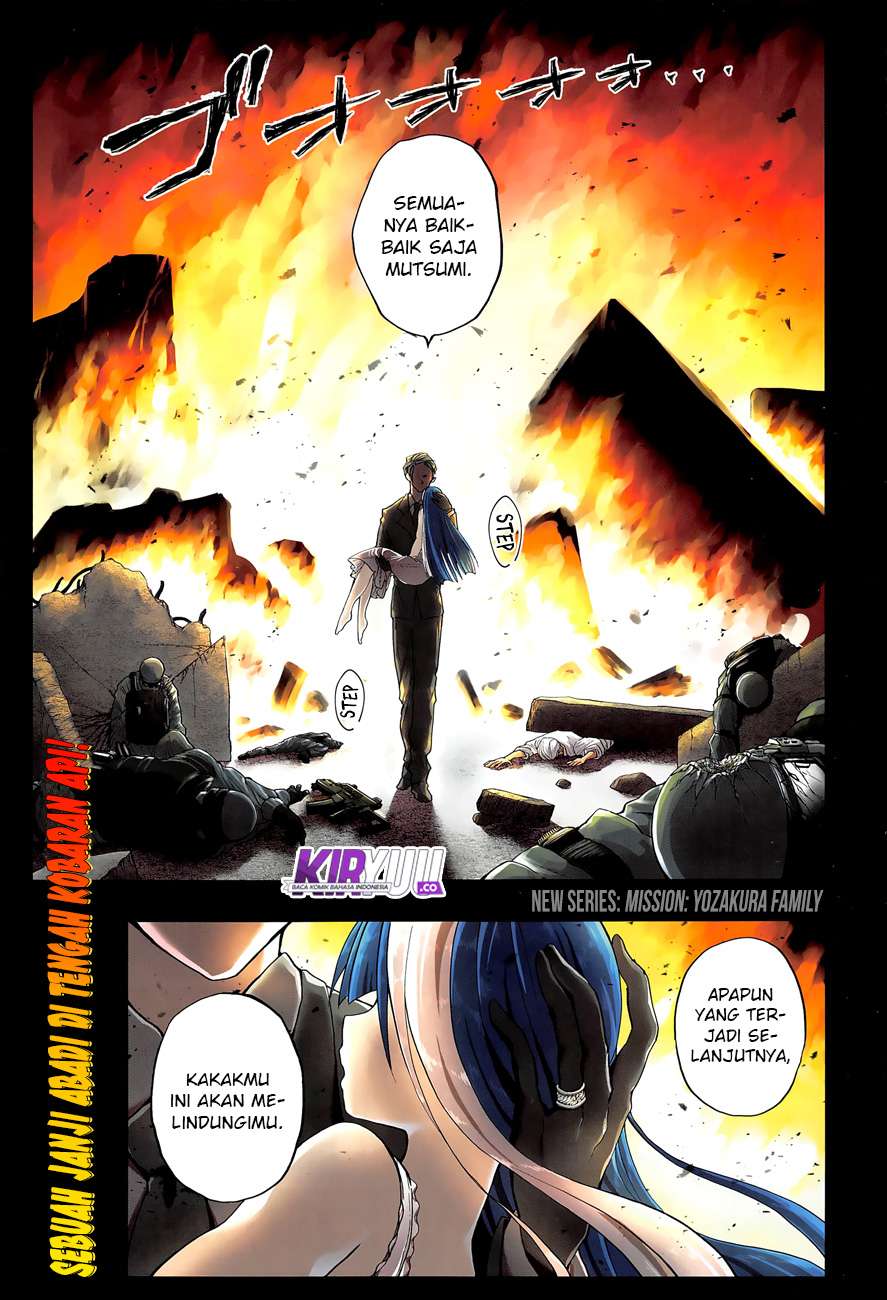 ブオオオオ...
SEMUA-
NYA BAIK-
BAIK SAJA
MUTSUMI.
STEP
STEP
SEBUAH JANJI ABADI DI TENGAH KOBARAN API!
KIRYUU
.CO
BACA KOMIK BAHASA INDONESIA
NEW SERIES: MISSION: YOZAKURA FAMILY
APAPUN
YANG TER-
JADI SE-
LANJUTNYA,
KAKAKMU
INI AKAN ME-
LINDUNGIMU.